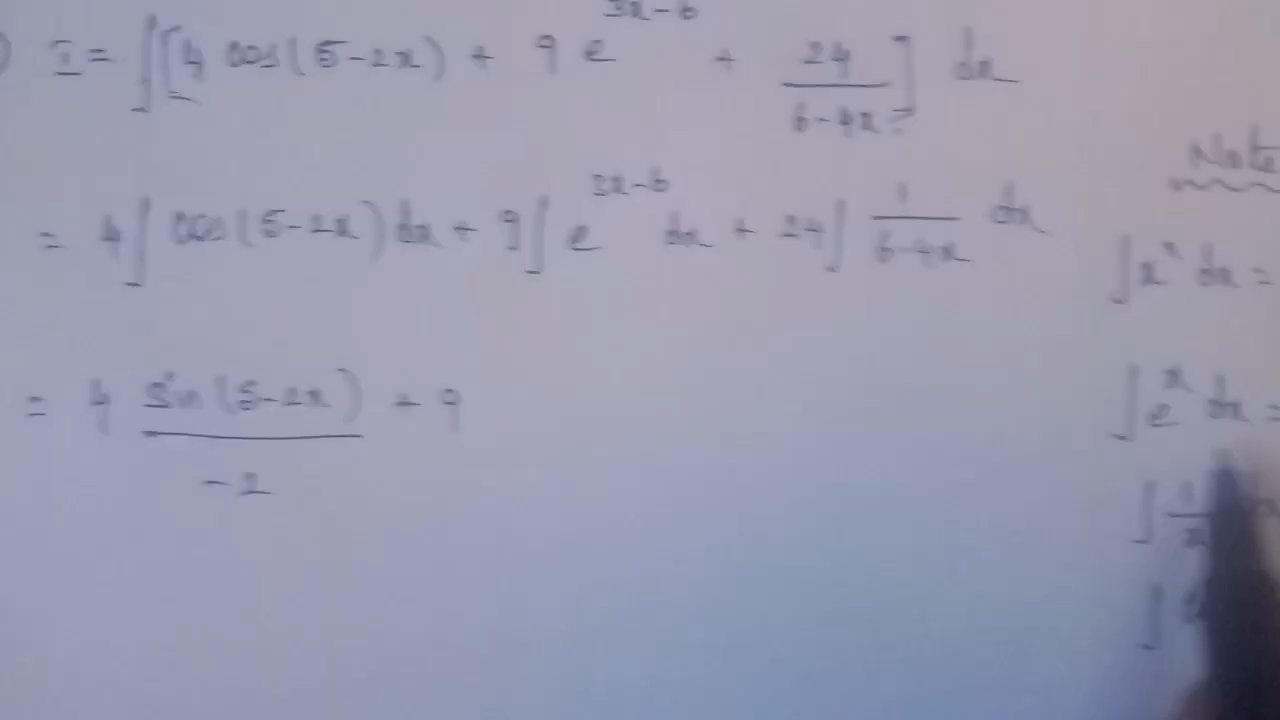 ) I = ∫[4 cos(5-2x) + 9 e^{3x-6} + 24/(6-4x)] dx
= 4∫ cos(5-2x) dx + 9∫ e^{3x-6} dx + 24∫ 1/(6-4x) dx
= 4 sin(5-2x)/(-2) + 9
Note
∫x^n dx =
∫e^x dx =
∫ 1/x
∫